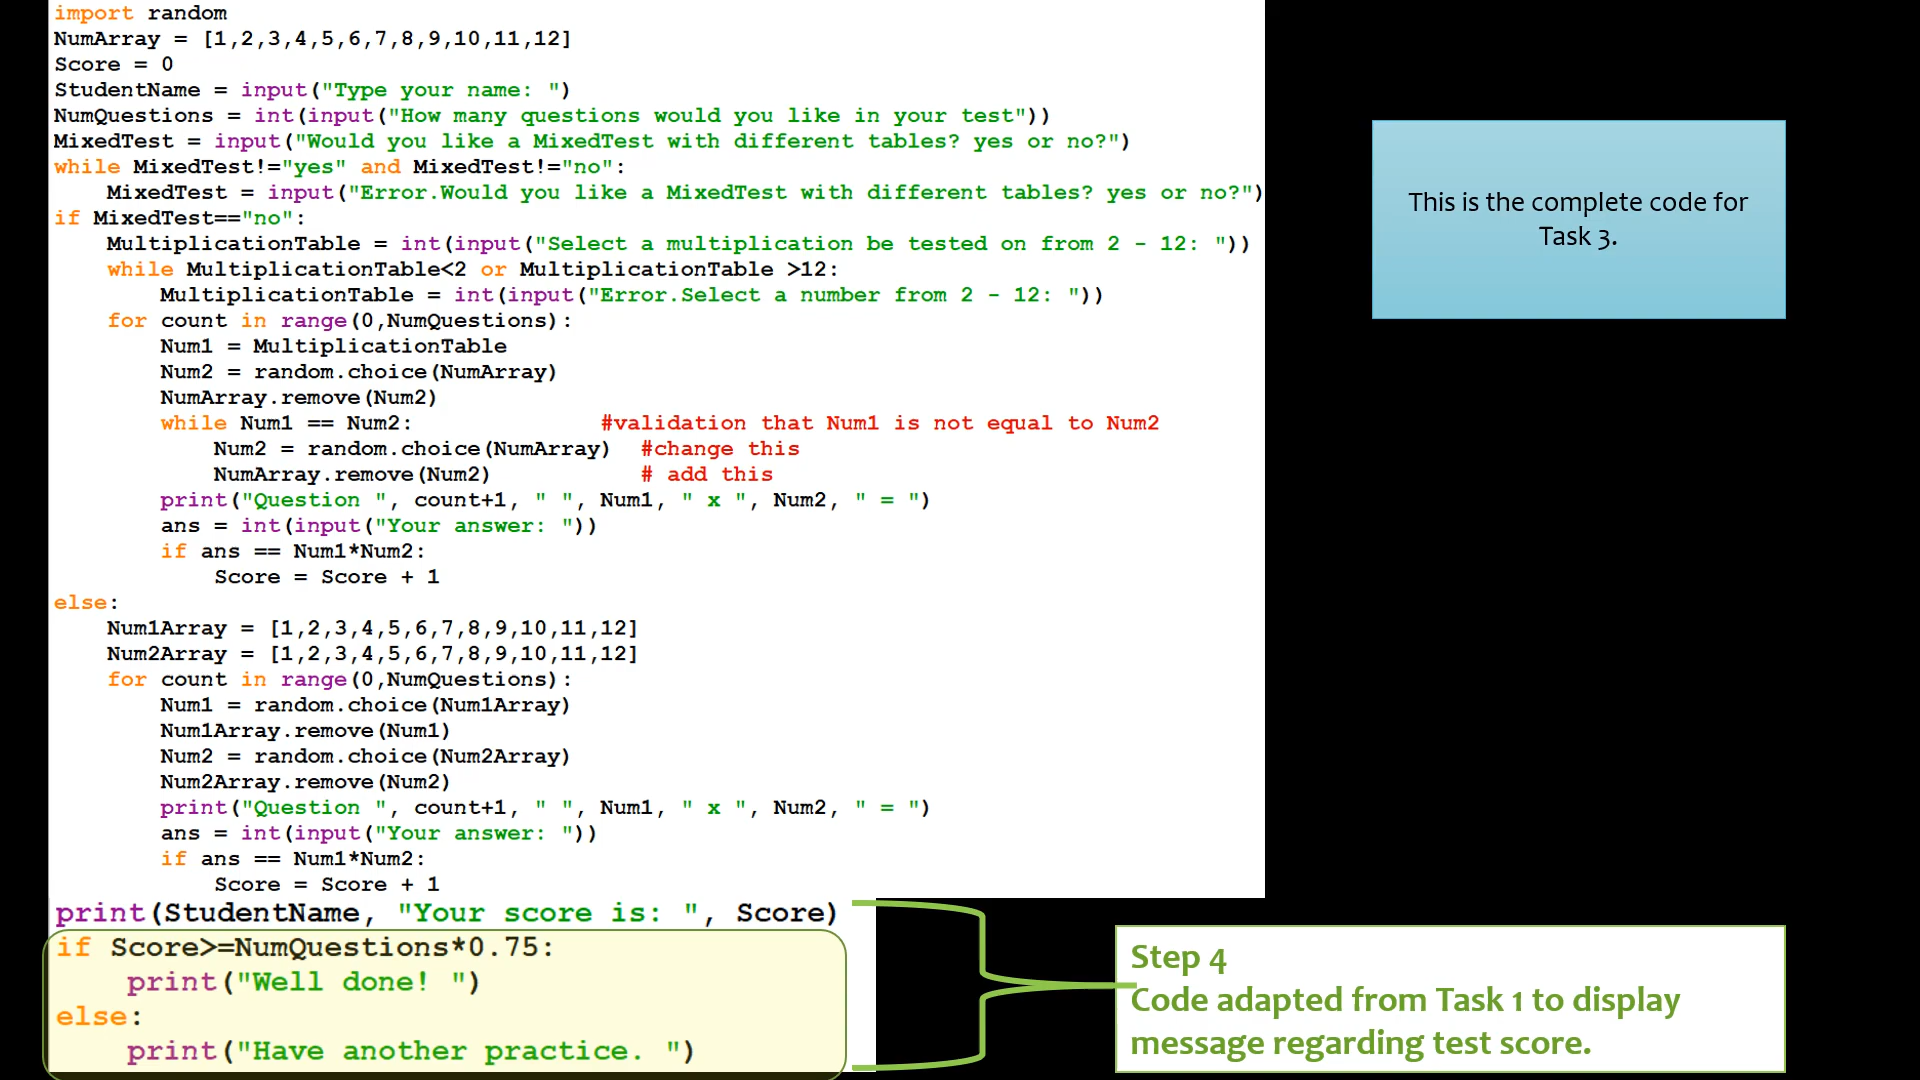 import random
NumArray = [1,2,3,4,5,6,7,8,9,10,11,12]
Score = 0
StudentName = input("Type your name: ")
NumQuestions = int(input("How many questions would you like in your test"))
MixedTest = input("Would you like a MixedTest with different tables? yes or no?")
while MixedTest!="yes" and MixedTest!="no":
    MixedTest = input("Error.Would you like a MixedTest with different tables? yes or no?")
if MixedTest=="no":
    MultiplicationTable = int(input("Select a multiplication be tested on from 2 - 12: "))
    while MultiplicationTable<2 or MultiplicationTable >12:
        MultiplicationTable = int(input("Error.Select a number from 2 - 12: "))
    for count in range(0,NumQuestions):
        Num1 = MultiplicationTable
        Num2 = random.choice(NumArray)
        NumArray.remove(Num2)
        while Num1 == Num2:              #validation that Num1 is not equal to Num2
            Num2 = random.choice(NumArray)  #change this
            NumArray.remove(Num2)           # add this
        print("Question ", count+1, " ", Num1, " x ", Num2, " = ")
        ans = int(input("Your answer: "))
        if ans == Num1*Num2:
            Score = Score + 1
else:
    Num1Array = [1,2,3,4,5,6,7,8,9,10,11,12]
    Num2Array = [1,2,3,4,5,6,7,8,9,10,11,12]
    for count in range(0,NumQuestions):
        Num1 = random.choice(Num1Array)
        Num1Array.remove(Num1)
        Num2 = random.choice(Num2Array)
        Num2Array.remove(Num2)
        print("Question ", count+1, " ", Num1, " x ", Num2, " = ")
        ans = int(input("Your answer: "))
        if ans == Num1*Num2:
            Score = Score + 1
print(StudentName, "Your score is: ", Score)
if Score>=NumQuestions*0.75:
    print("Well done! ")
else:
    print("Have another practice. ")
This is the complete code for
Task 3.
Step 4
Code adapted from Task 1 to display
message regarding test score.